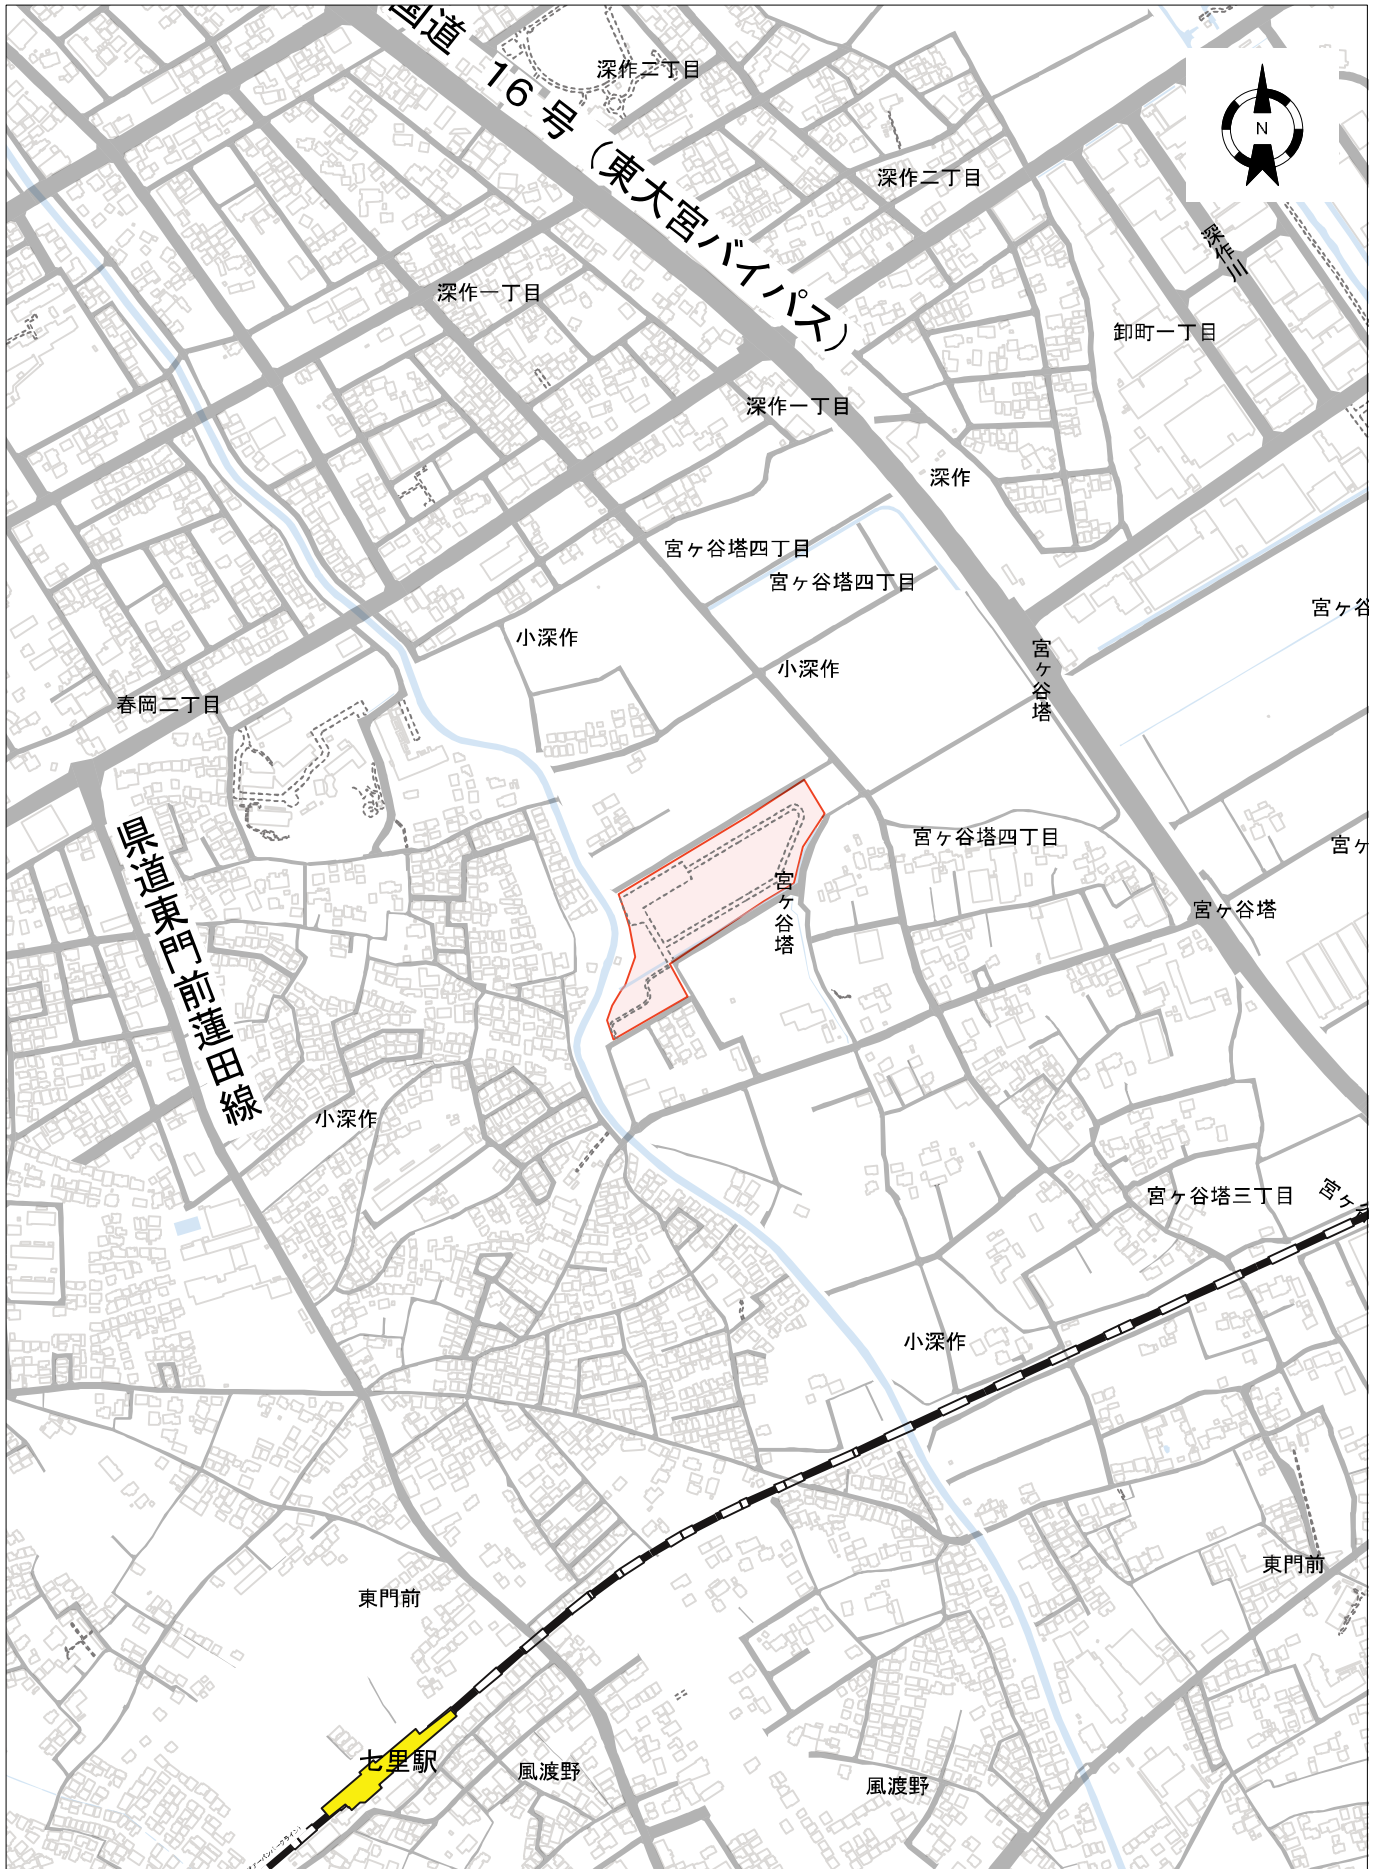 国道 16号（東大宮バイパス）
深作二丁目
N
深作二丁目
深作川
深作一丁目
卸町一丁目
深作一丁目
深作
宮ヶ谷塔四丁目
宮ヶ谷塔四丁目
宮ヶ谷
小深作
小深作
宮ヶ谷塔
春岡二丁目
県道東門前蓮田線
宮ヶ谷塔四丁目
宮ヶ
宮ヶ谷塔
宮ヶ谷塔
小深作
宮ヶ谷塔三丁目
宮ヶ谷
小深作
東門前
東門前
七里駅
風渡野
風渡野